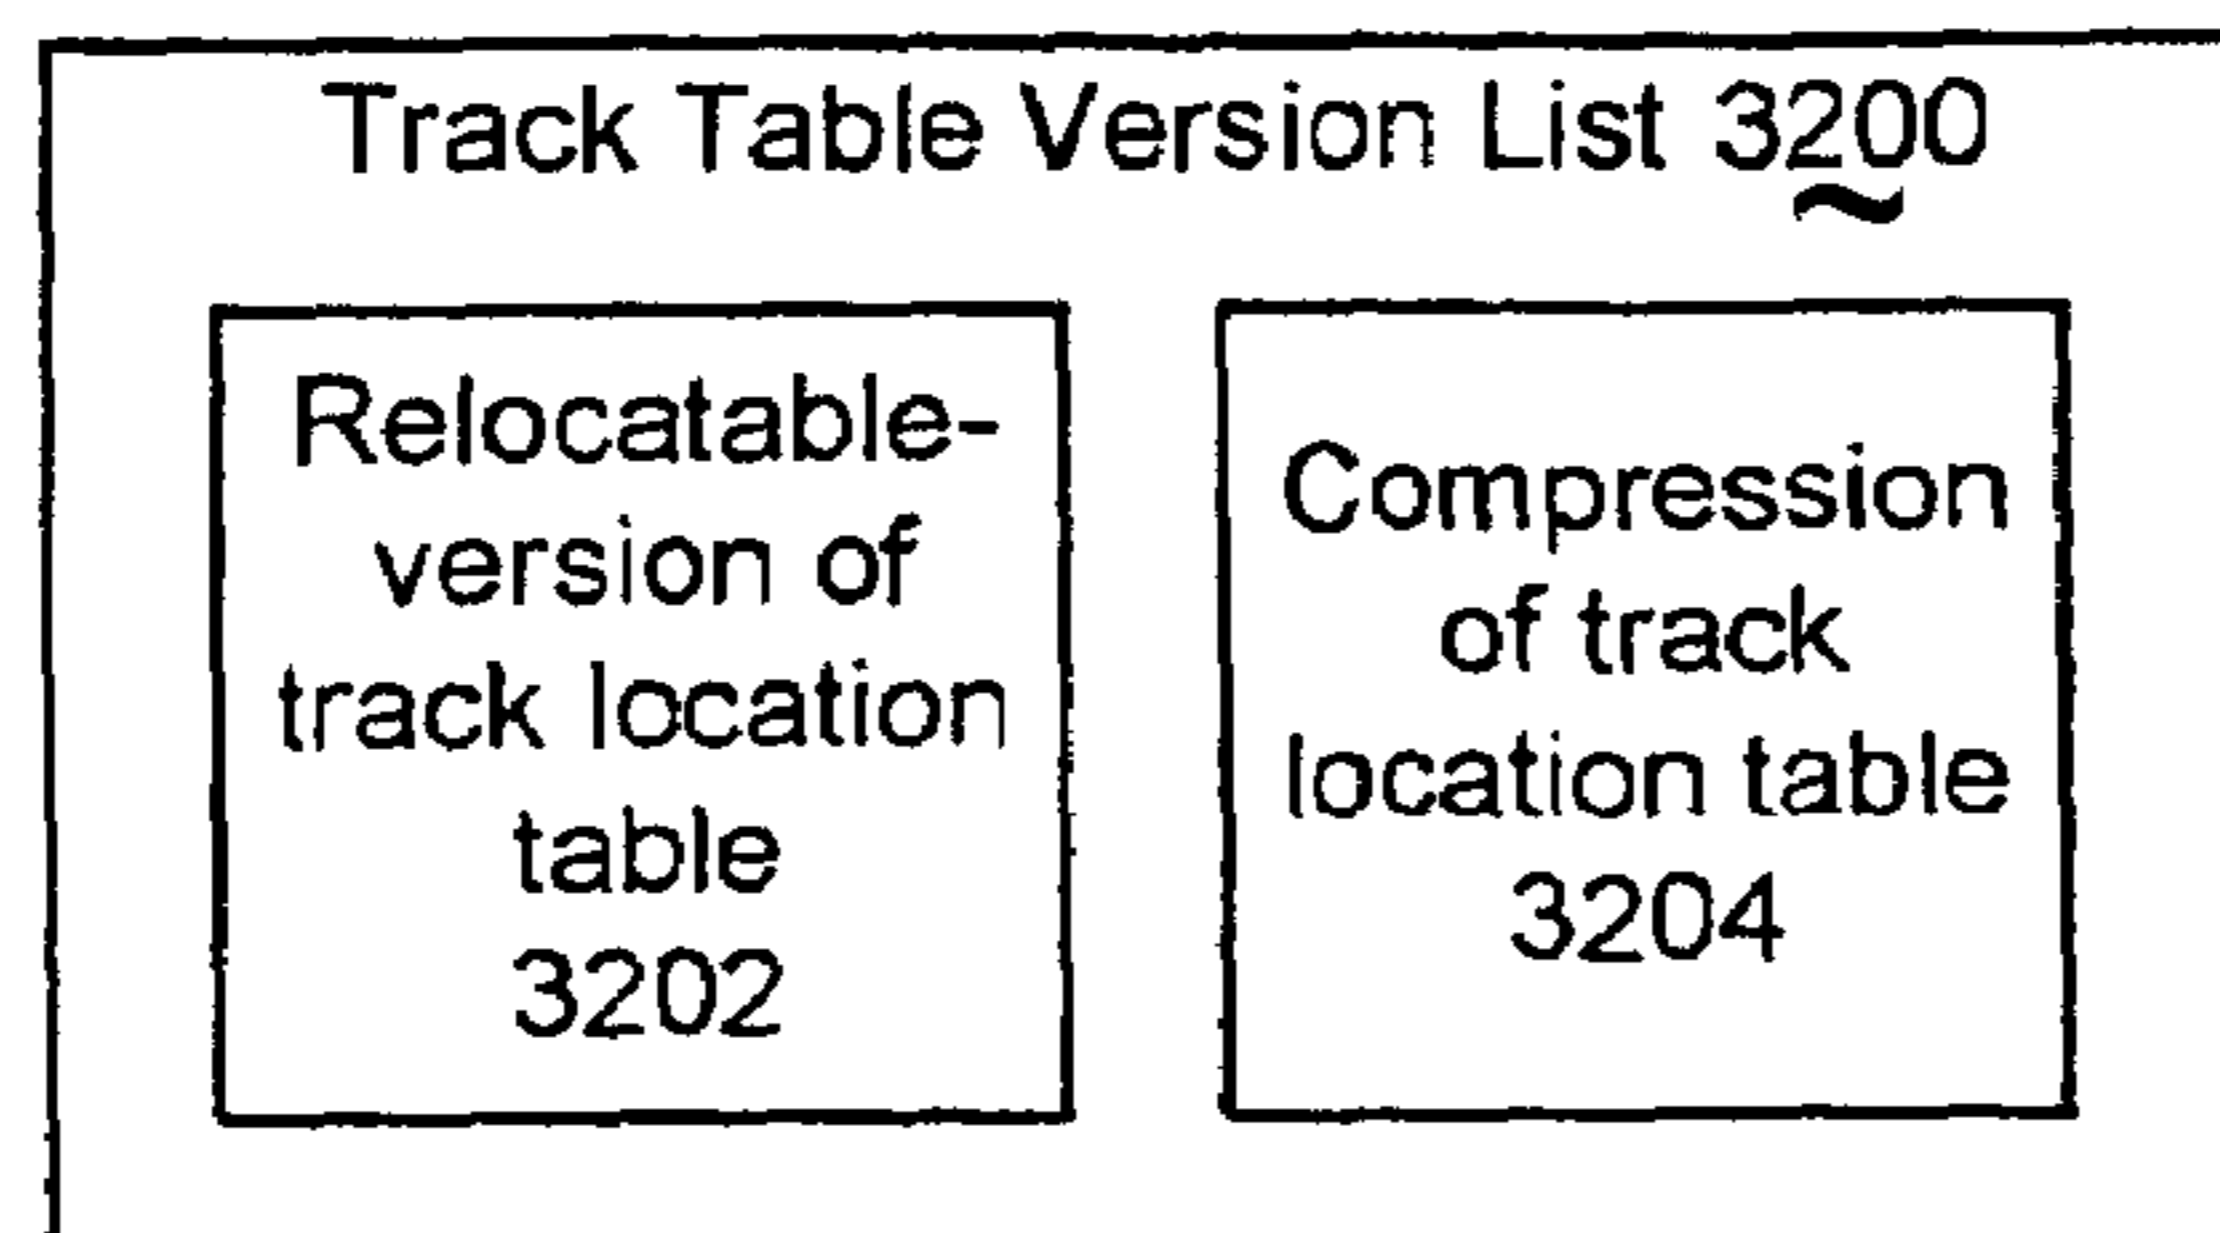 Track Table Version List 3200
Relocatable-
version of
track location
table
3202
Compression
of track
location table
3204